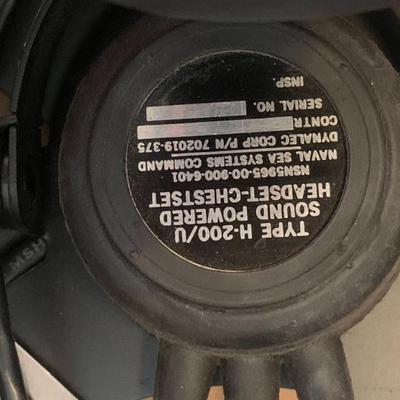 TYPE H-200/U
SOUND POWERED
HEADSET-CHESTSET
NSN5965-00-900-6401
NAVAL SEA SYSTEMS COMMAND
DYNALEC CORP P/N 702019-375
CONTR
SERIAL NO.
INSP.